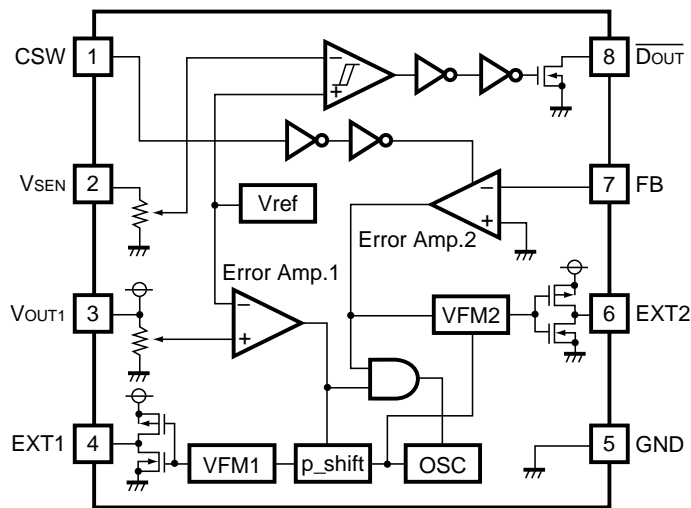 CSW 1
8 DOUT
VSEN 2
7 FB
− +
− +
Vref
Error Amp.2
Error Amp.1
VOUT1 3
− +
VFM2
6 EXT2
EXT1 4
VFM1
p_shift
OSC
5 GND